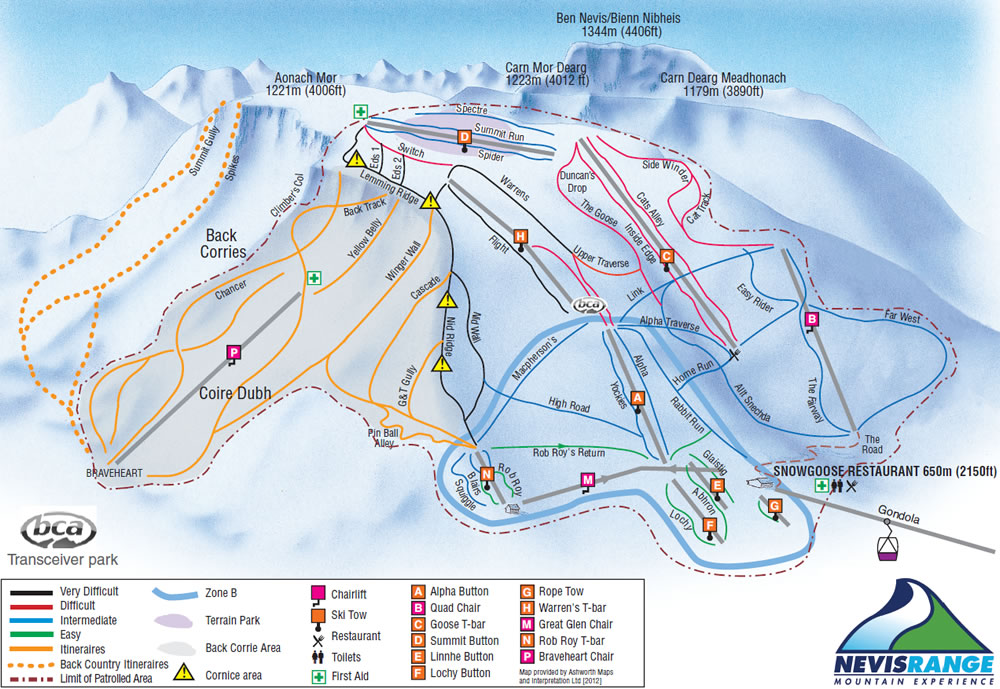 Ben Nevis/Bienn Nibheis
1344m (4406ft)
Carn Mor Dearg
1223m (4012 ft)
Aonach Mor
1221m (4006ft)
Carn Dearg Meadhonach
1179m (3890ft)
Spectre
Summit Run
D
Spider
Switch
Eds 1
Eds 2
Lemming Ridge
Summit Gully
Spikes
Climber's Col
Back Track
Back
Corries
Yellow Belly
Winger Wall
Cascade
Chancer
Warrens
Flight
H
Duncan's
Drop
The Goose
Cats Alley
Inside Edge
Side Winder
Cat Track
C
Upper Traverse
Link
bca
Alpha Traverse
Easy Rider
B
Far West
Nid Ridge
Nid Wall
Macpherson's
P
Coire Dubh
G&T Gully
Home Run
Alpha
Yockies
A
Allt Snechda
The Fairway
High Road
Rabbit Run
Pin Ball
Alley
The
Road
BRAVEHEART
Rob Roy's Return
Glaistig
SNOWGOOSE RESTAURANT 650m (2150ft)
N
Rob Roy
Blairs
Squiggle
M
E
Abhron
G
Lochy
F
Gondola
bca
Transceiver park
Very Difficult
Difficult
Intermediate
Easy
Itineraires
Back Country Itineraires
Limit of Patrolled Area
Zone B
Terrain Park
Back Corrie Area
Cornice area
Chairlift
Ski Tow
Restaurant
Toilets
First Aid
A Alpha Button
B Quad Chair
C Goose T-bar
D Summit Button
E Linnhe Button
F Lochy Button
G Rope Tow
H Warren's T-bar
M Great Glen Chair
N Rob Roy T-bar
P Braveheart Chair
Map provided by Ashworth Maps
and Interpretation Ltd [2012]
NEVISRANGE
MOUNTAIN EXPERIENCE